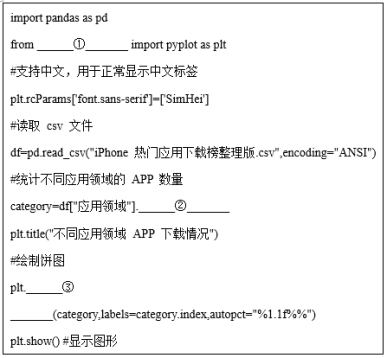 import pandas as pd
from ______①_______ import pyplot as plt
#支持中文，用于正常显示中文标签
plt.rcParams['font.sans-serif']=['SimHei']
#读取 csv 文件
df=pd.read_csv("iPhone 热门应用下载榜整理版.csv",encoding="ANSI")
#统计不同应用领域的 APP 数量
category=df["应用领域"].______②_______
plt.title("不同应用领域 APP 下载情况")
#绘制饼图
plt.______③
_______(category,labels=category.index,autopct="%1.1f%%")
plt.show() #显示图形